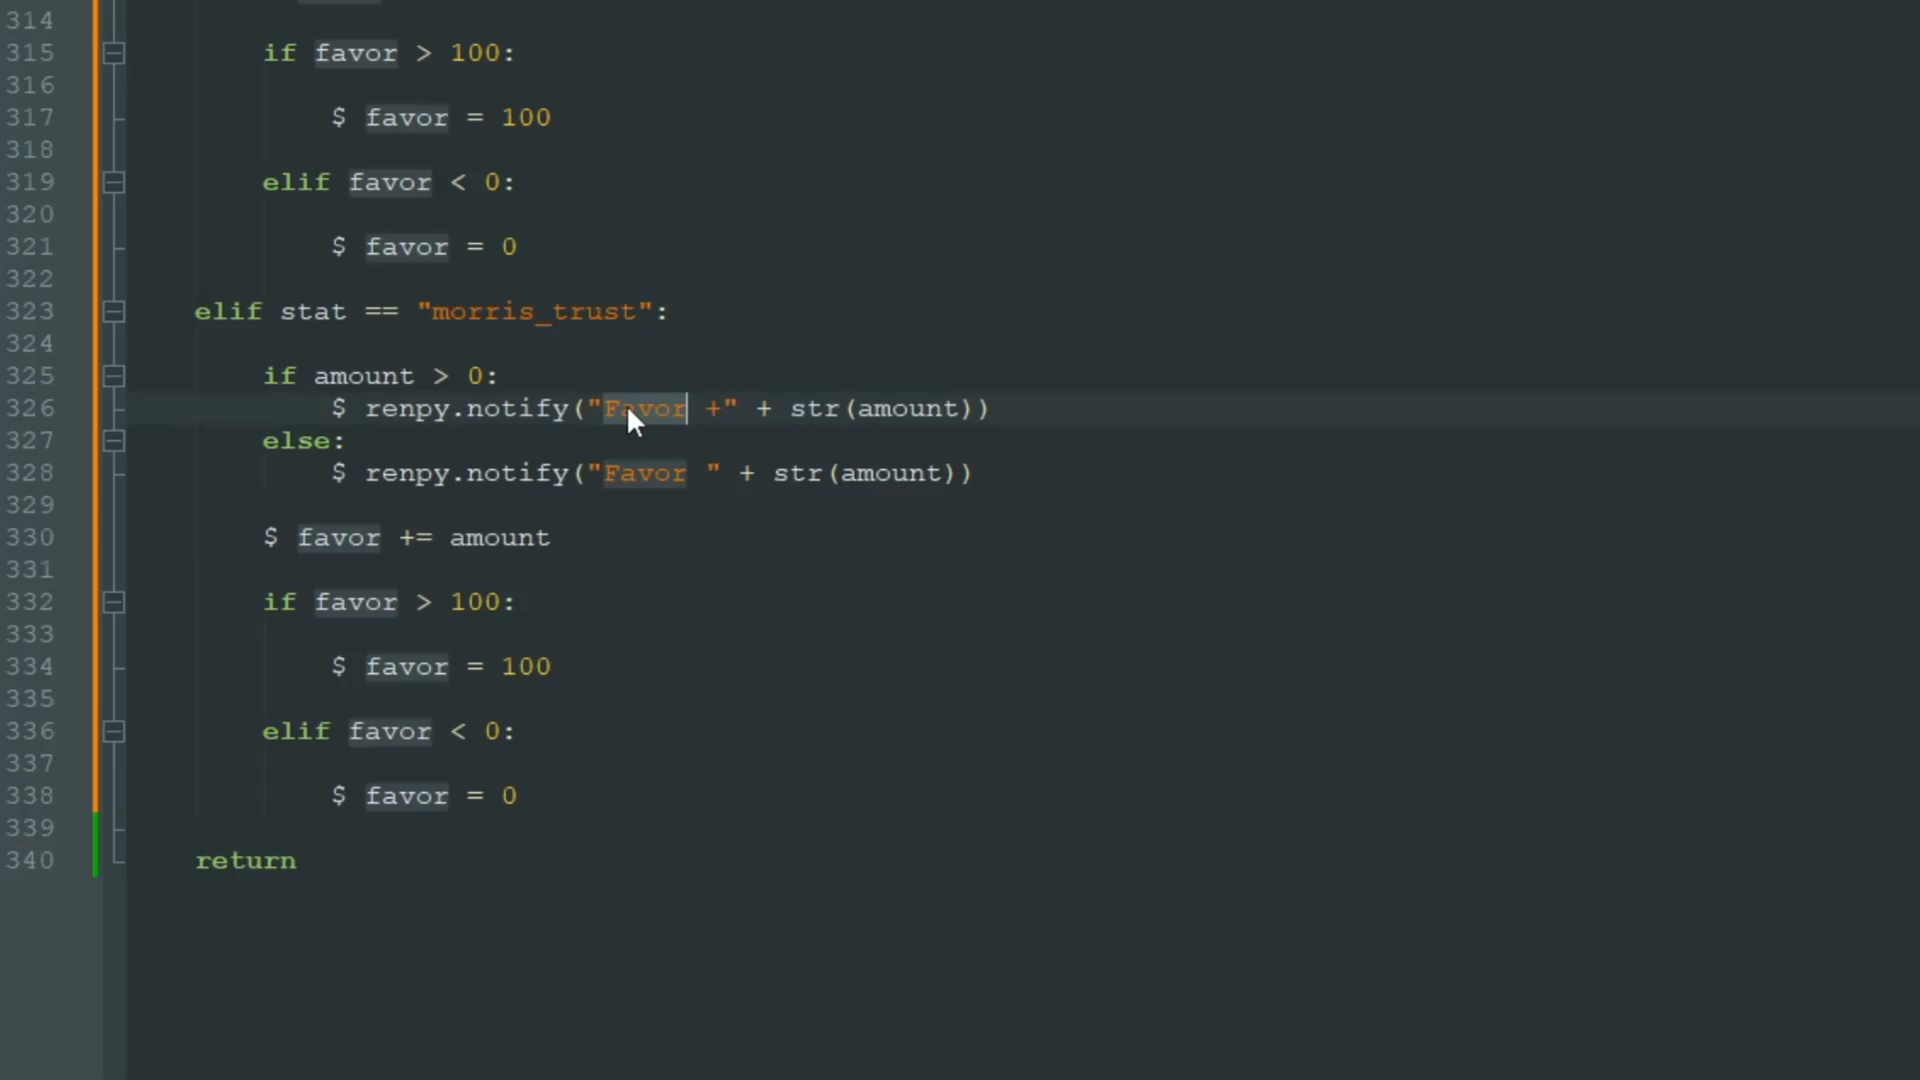 314
315 if favor > 100:
316
317 $ favor = 100
318
319 elif favor < 0:
320
321 $ favor = 0
322
323 elif stat == "morris_trust":
324
325 if amount > 0:
326 $ renpy.notify("Favor +" + str(amount))
327 else:
328 $ renpy.notify("Favor " + str(amount))
329
330 $ favor += amount
331
332 if favor > 100:
333
334 $ favor = 100
335
336 elif favor < 0:
337
338 $ favor = 0
339
340 return